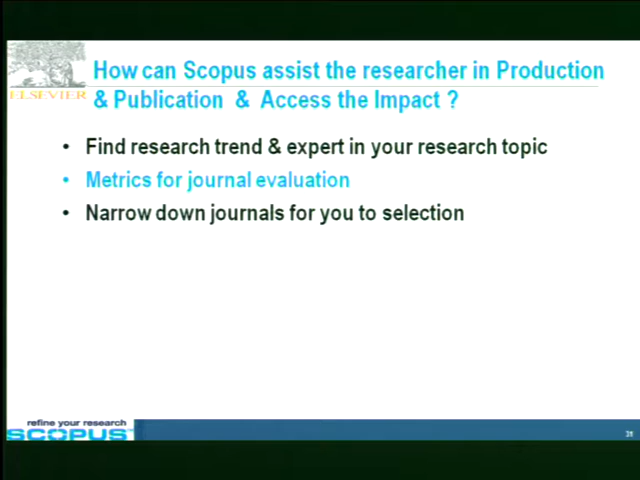 ELSEVIER
How can Scopus assist the researcher in Production
& Publication & Access the Impact ?
• Find research trend & expert in your research topic
• Metrics for journal evaluation
• Narrow down journals for you to selection
refine your research
SCOPUS™